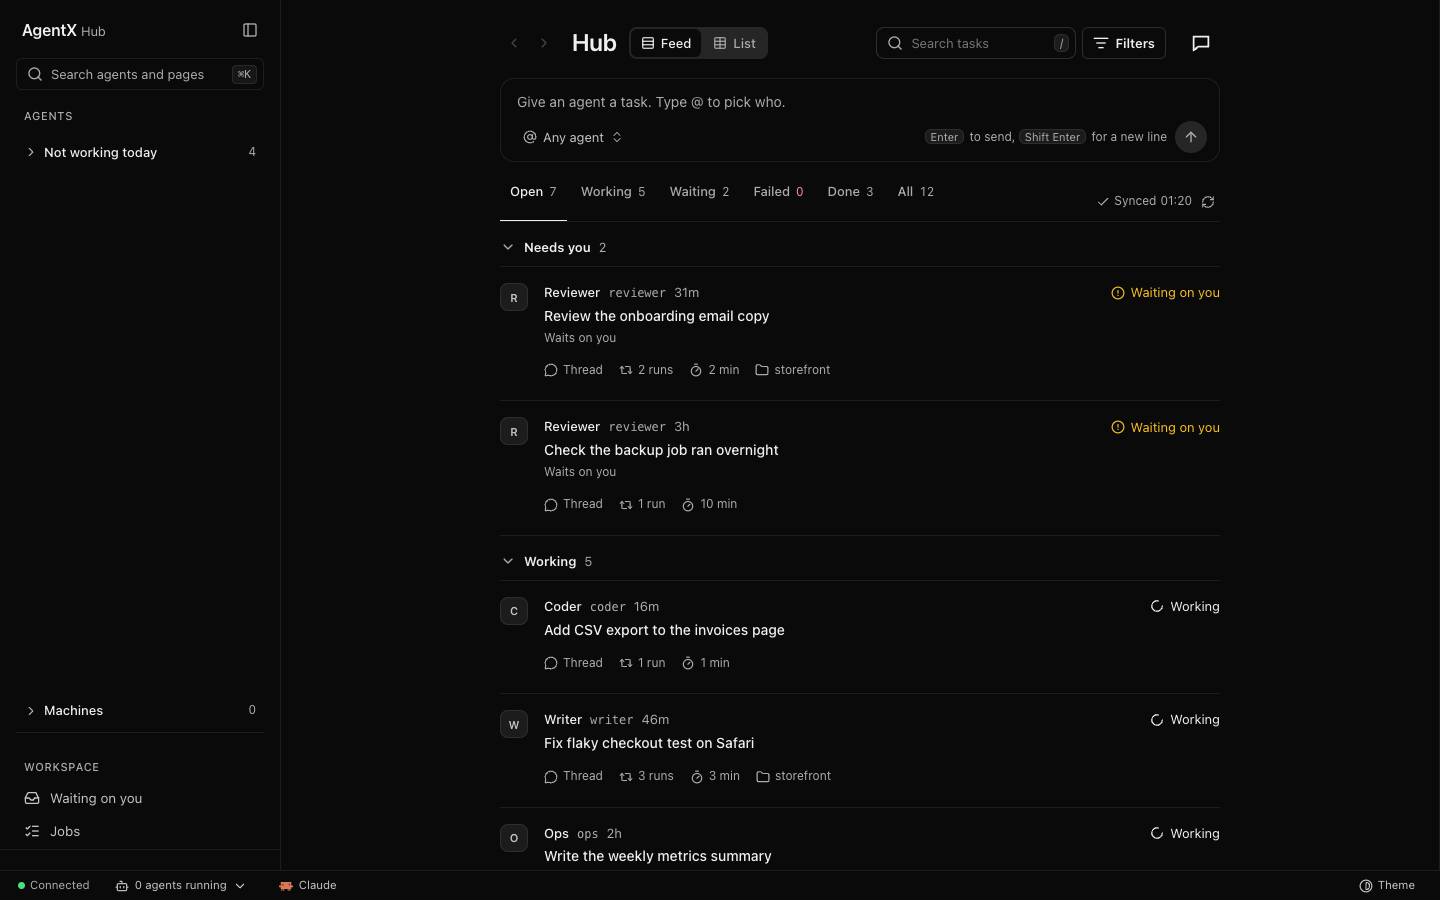 AgentX Hub
Search agents and pages ⌘K
AGENTS
Not working today 4
Machines 0
WORKSPACE
Waiting on you
Jobs
Hub Feed List
Search tasks /
Filters
Give an agent a task. Type @ to pick who.
Any agent
Enter to send, Shift Enter for a new line
Open 7 Working 5 Waiting 2 Failed 0 Done 3 All 12
Synced 01:20
Needs you 2
R Reviewer reviewer 31m Waiting on you
Review the onboarding email copy
Waits on you
Thread 2 runs 2 min storefront
R Reviewer reviewer 3h Waiting on you
Check the backup job ran overnight
Waits on you
Thread 1 run 10 min
Working 5
C Coder coder 16m Working
Add CSV export to the invoices page
Thread 1 run 1 min
W Writer writer 46m Working
Fix flaky checkout test on Safari
Thread 3 runs 3 min storefront
O Ops ops 2h Working
Write the weekly metrics summary
Connected 0 agents running Claude Theme